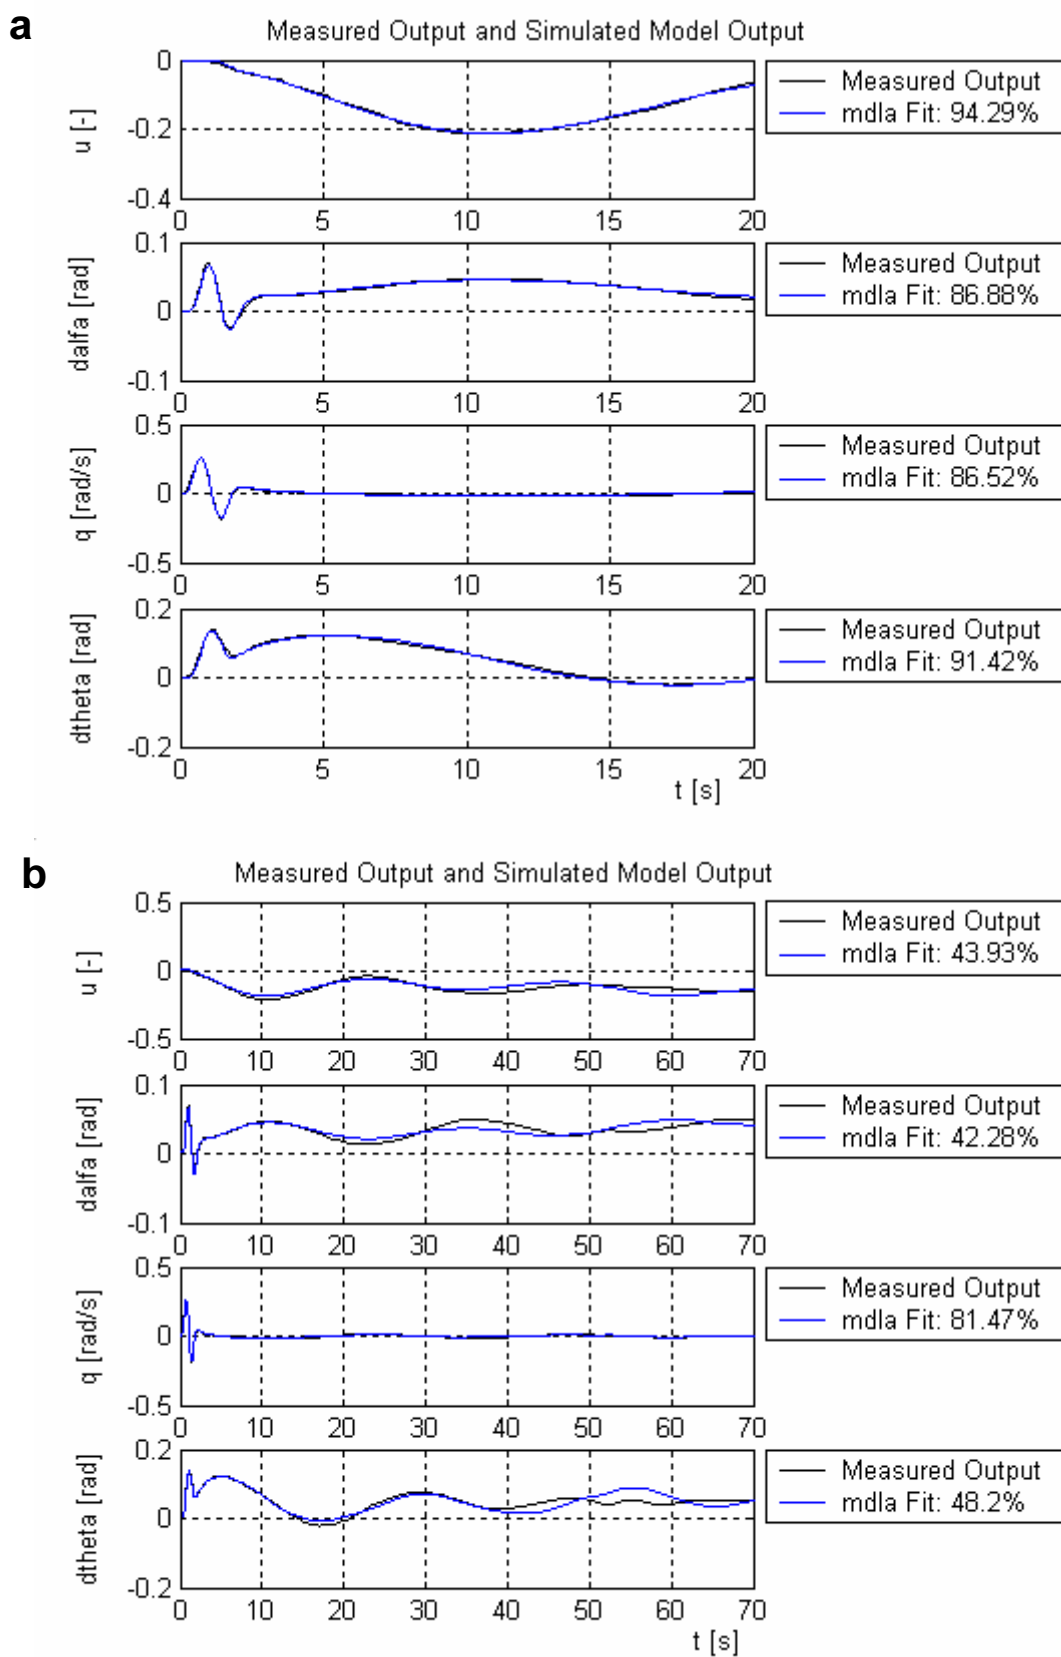 a
Measured Output and Simulated Model Output
0
-0.2
-0.4
u [-]
0 5 10 15 20
Measured Output
mdla Fit: 94.29%
0.1
0
-0.1
dalfa [rad]
0 5 10 15 20
Measured Output
mdla Fit: 86.88%
0.5
0
-0.5
q [rad/s]
0 5 10 15 20
Measured Output
mdla Fit: 86.52%
0.2
0
-0.2
dtheta [rad]
0 5 10 15 20
t [s]
Measured Output
mdla Fit: 91.42%
b
Measured Output and Simulated Model Output
0.5
0
-0.5
u [-]
0 10 20 30 40 50 60 70
Measured Output
mdla Fit: 43.93%
0.1
0
-0.1
dalfa [rad]
0 10 20 30 40 50 60 70
Measured Output
mdla Fit: 42.28%
0.5
0
-0.5
q [rad/s]
0 10 20 30 40 50 60 70
Measured Output
mdla Fit: 81.47%
0.2
0
-0.2
dtheta [rad]
0 10 20 30 40 50 60 70
t [s]
Measured Output
mdla Fit: 48.2%